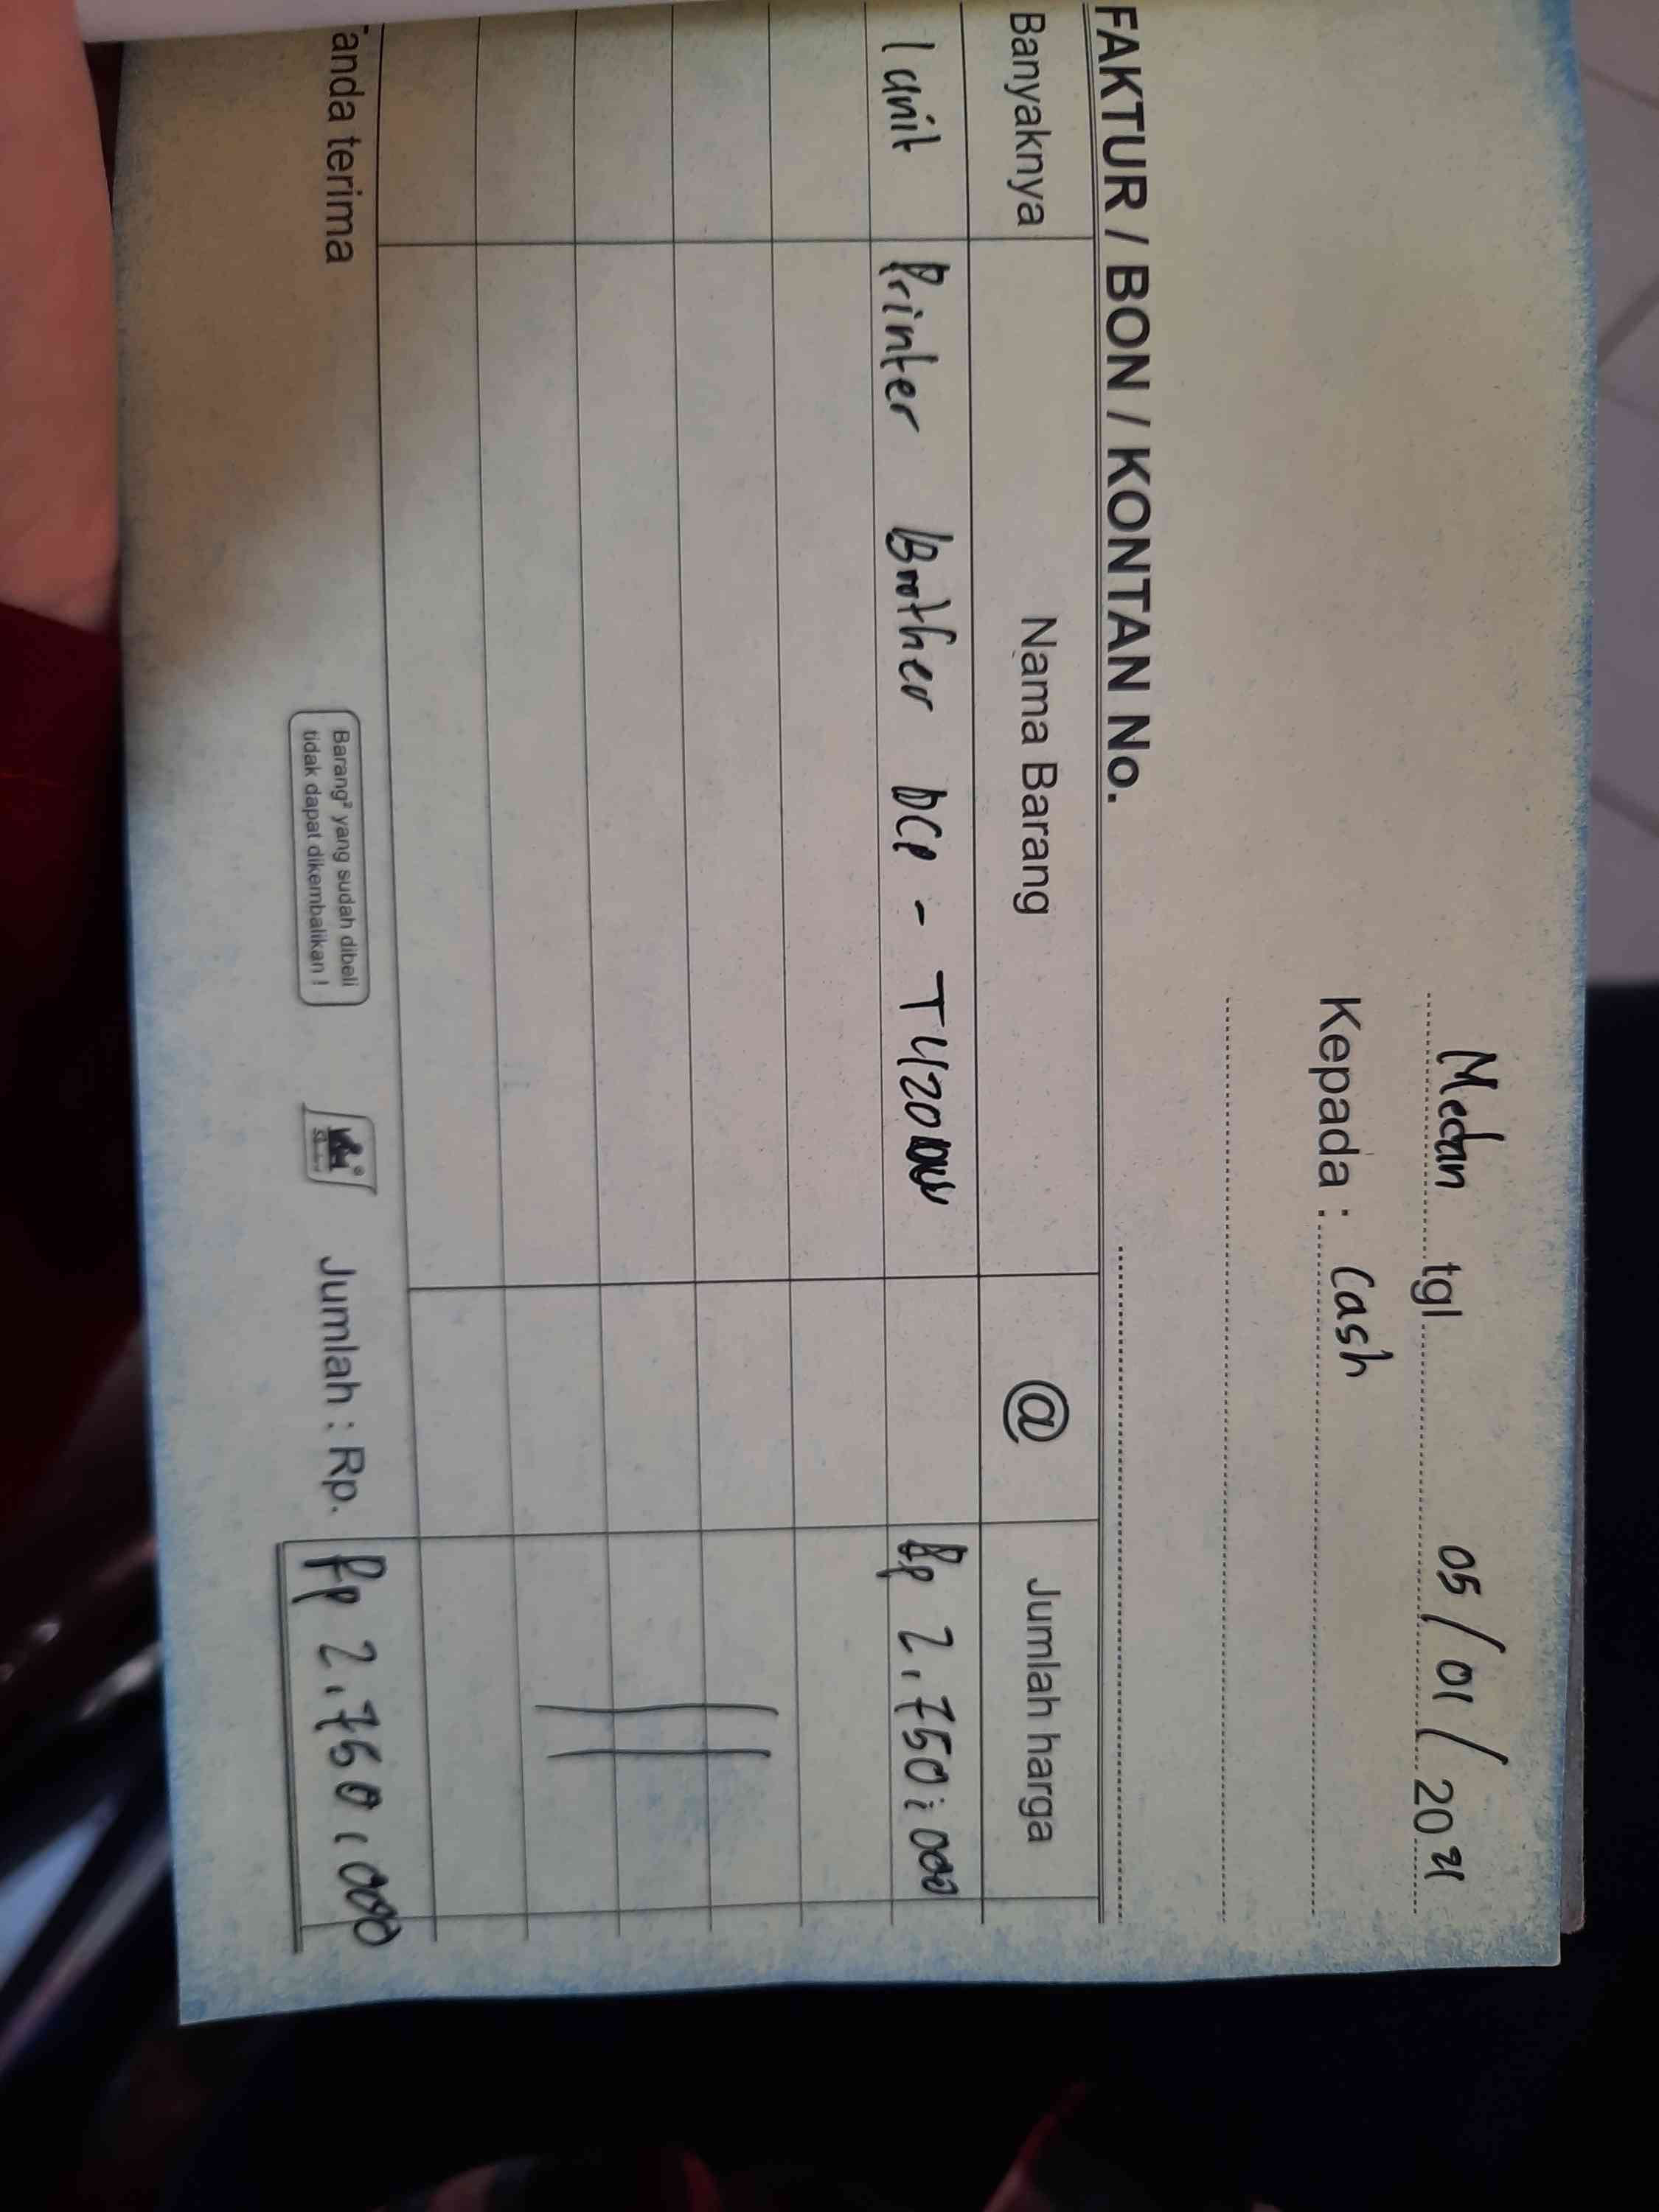 Medan tgl 05/01/2021
Kepada : Cash
FAKTUR / BON / KONTAN No.
Banyaknya Nama Barang @ Jumlah harga
1 unit Printer Brother DCP - T420W Rp 2.750.000
Tanda terima
Barang² yang sudah dibeli
tidak dapat dikembalikan !
Jumlah : Rp. Rp 2.750.000